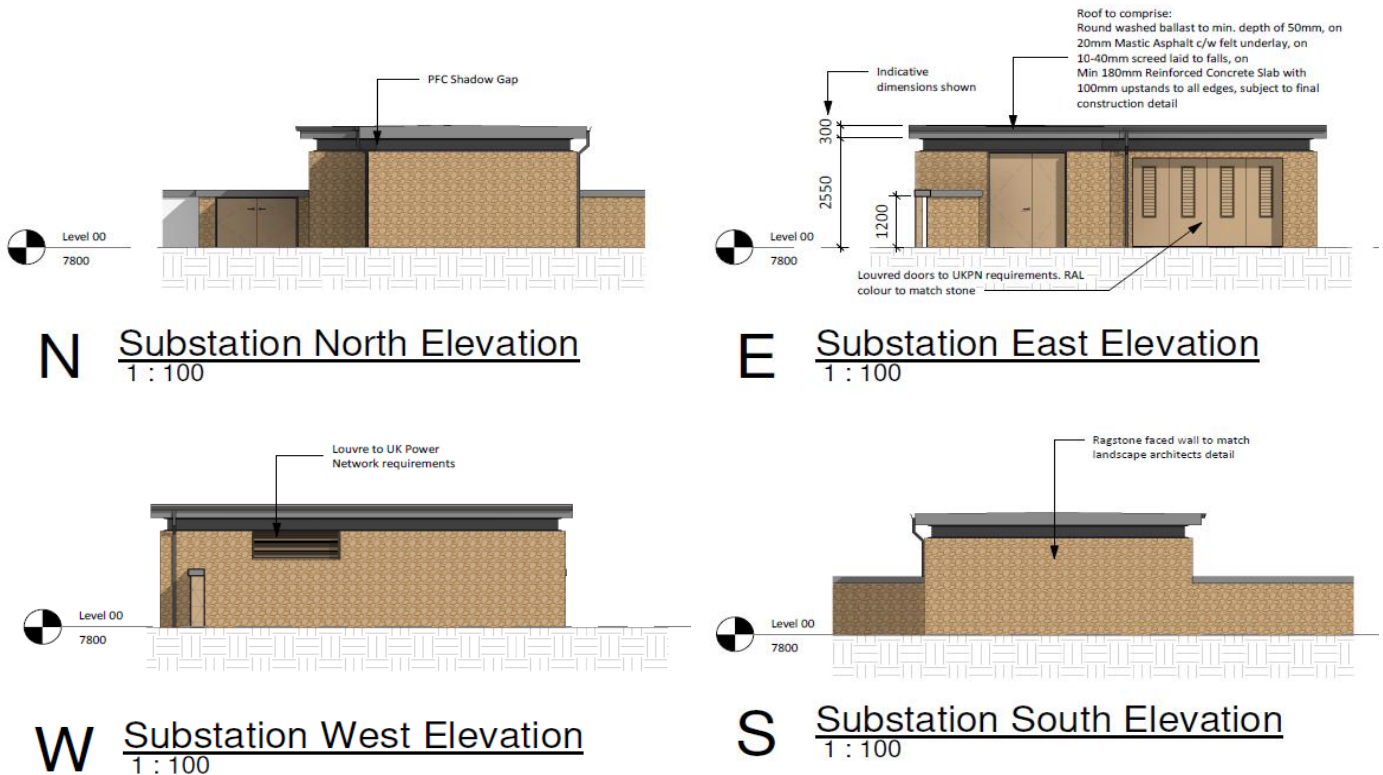 PFC Shadow Gap
Level 00
7800
N
Substation North Elevation
1 : 100
Roof to comprise:
Round washed ballast to min. depth of 50mm, on
20mm Mastic Asphalt c/w felt underlay, on
10-40mm screed laid to falls, on
Min 180mm Reinforced Concrete Slab with
100mm upstands to all edges, subject to final
construction detail
Indicative
dimensions shown
300
2550
1200
Level 00
7800
Louvred doors to UKPN requirements. RAL
colour to match stone
E
Substation East Elevation
1 : 100
Louvre to UK Power
Network requirements
Level 00
7800
W
Substation West Elevation
1 : 100
Ragstone faced wall to match
landscape architects detail
Level 00
7800
S
Substation South Elevation
1 : 100